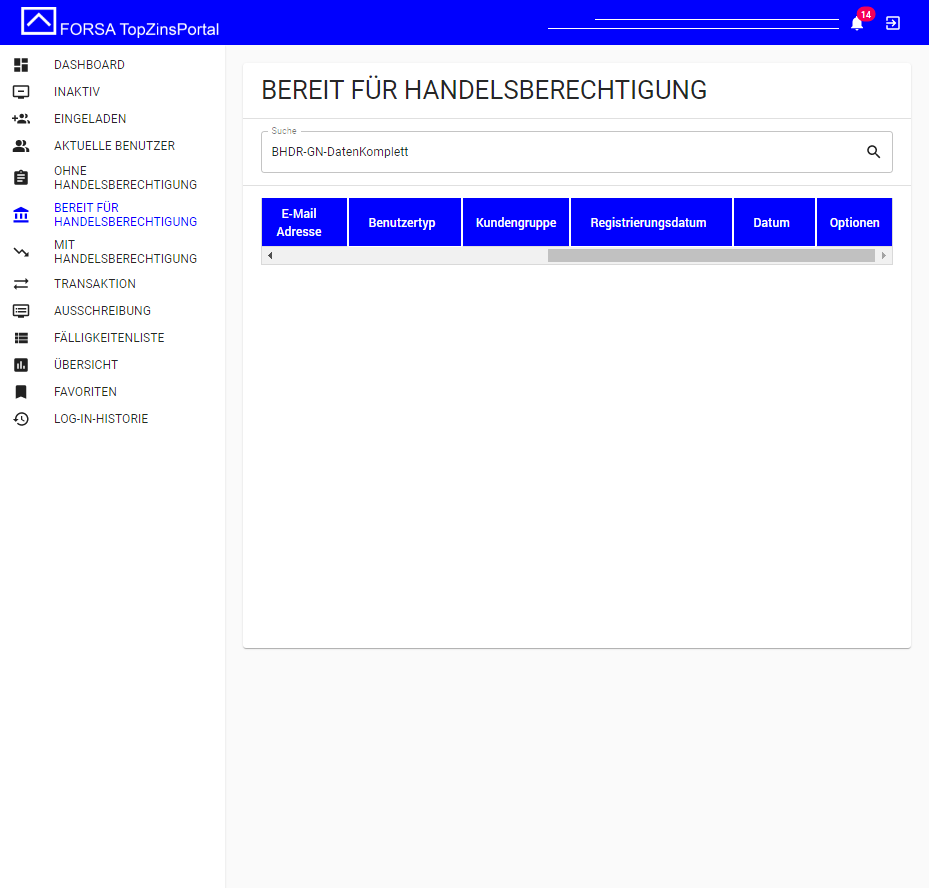 FORSA TopZinsPortal
14
DASHBOARD
INAKTIV
EINGELADEN
AKTUELLE BENUTZER
OHNE
HANDELSBERECHTIGUNG
BEREIT FÜR
HANDELSBERECHTIGUNG
MIT
HANDELSBERECHTIGUNG
TRANSAKTION
AUSSCHREIBUNG
FÄLLIGKEITENLISTE
ÜBERSICHT
FAVORITEN
LOG-IN-HISTORIE
BEREIT FÜR HANDELSBERECHTIGUNG
Suche
BHDR-GN-DatenKomplett
E-Mail
Adresse
Benutzertyp
Kundengruppe
Registrierungsdatum
Datum
Optionen